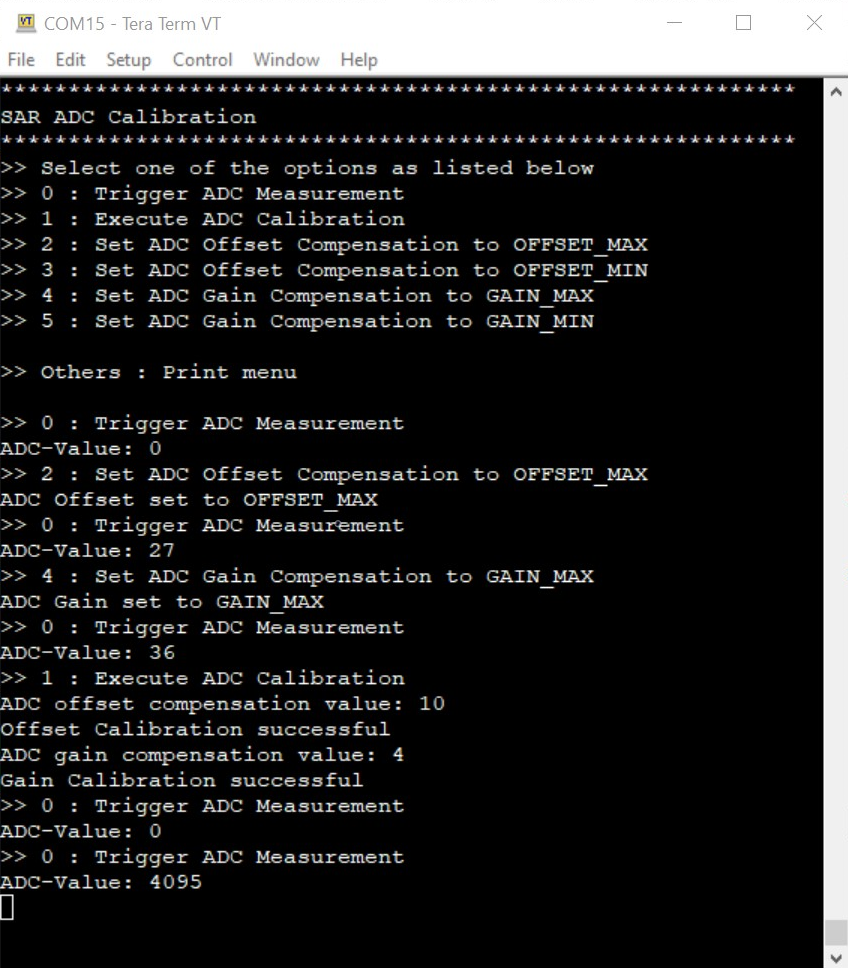 COM15 - Tera Term VT
File Edit Setup Control Window Help
***********************************************************
SAR ADC Calibration
***********************************************************
>> Select one of the options as listed below
>> 0 : Trigger ADC Measurement
>> 1 : Execute ADC Calibration
>> 2 : Set ADC Offset Compensation to OFFSET_MAX
>> 3 : Set ADC Offset Compensation to OFFSET_MIN
>> 4 : Set ADC Gain Compensation to GAIN_MAX
>> 5 : Set ADC Gain Compensation to GAIN_MIN
>> Others : Print menu
>> 0 : Trigger ADC Measurement
ADC-Value: 0
>> 2 : Set ADC Offset Compensation to OFFSET_MAX
ADC Offset set to OFFSET_MAX
>> 0 : Trigger ADC Measurement
ADC-Value: 27
>> 4 : Set ADC Gain Compensation to GAIN_MAX
ADC Gain set to GAIN_MAX
>> 0 : Trigger ADC Measurement
ADC-Value: 36
>> 1 : Execute ADC Calibration
ADC offset compensation value: 10
Offset Calibration successful
ADC gain compensation value: 4
Gain Calibration successful
>> 0 : Trigger ADC Measurement
ADC-Value: 0
>> 0 : Trigger ADC Measurement
ADC-Value: 4095